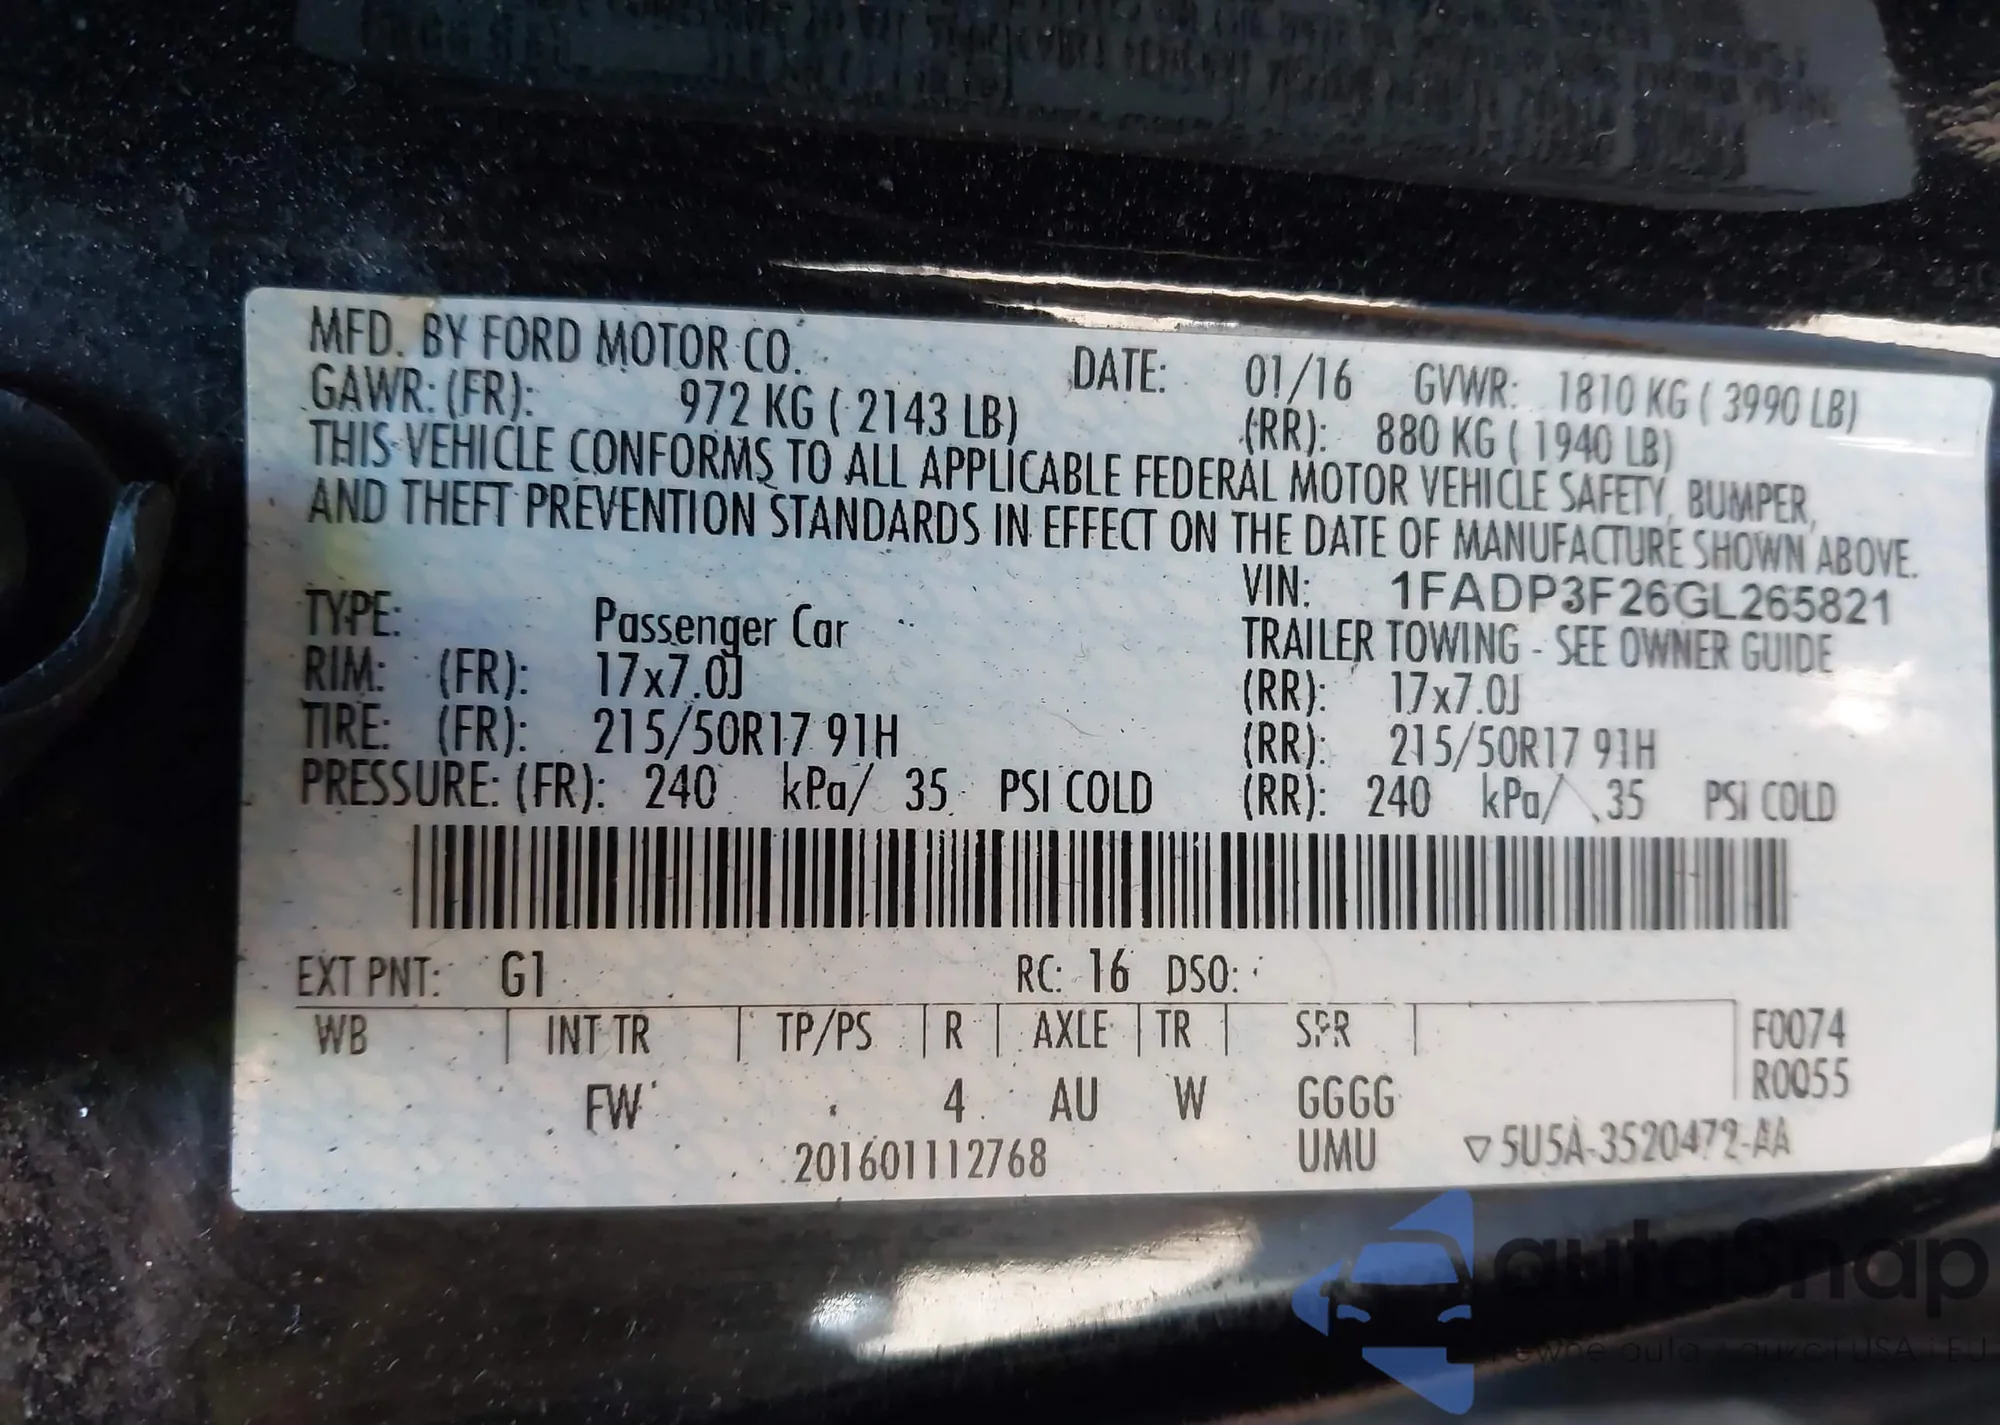 MFD. BY FORD MOTOR CO. DATE: 01/16 GVWR: 1810 KG ( 3990 LB)
GAWR: (FR): 972 KG ( 2143 LB) (RR): 880 KG ( 1940 LB)
THIS VEHICLE CONFORMS TO ALL APPLICABLE FEDERAL MOTOR VEHICLE SAFETY, BUMPER,
AND THEFT PREVENTION STANDARDS IN EFFECT ON THE DATE OF MANUFACTURE SHOWN ABOVE.
VIN: 1FADP3F26GL265821
TYPE: Passenger Car TRAILER TOWING - SEE OWNER GUIDE
RIM: (FR): 17x7.0J (RR): 17x7.0J
TIRE: (FR): 215/50R17 91H (RR): 215/50R17 91H
PRESSURE: (FR): 240 kPa/ 35 PSI COLD (RR): 240 kPa/ 35 PSI COLD
EXT PNT: G1 RC: 16 DSO:
WB INT TR TP/PS R AXLE TR SPR F0074
R0055
FW 4 AU W GGGG
201601112768 UMU ▽5U5A-3520472-AA
autoSnap
auta USA i EU